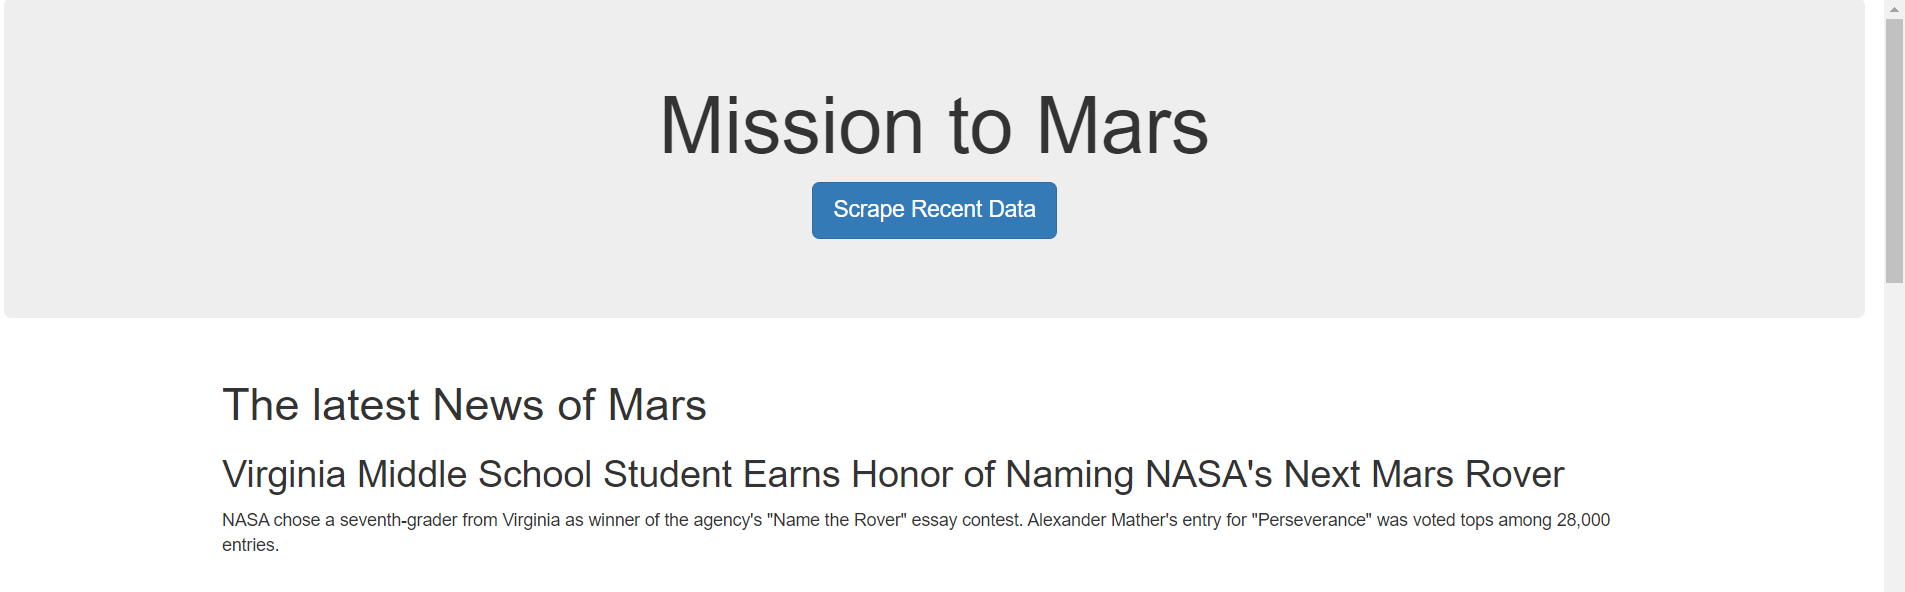 Mission to Mars
Scrape Recent Data
The latest News of Mars
Virginia Middle School Student Earns Honor of Naming NASA's Next Mars Rover
NASA chose a seventh-grader from Virginia as winner of the agency's "Name the Rover" essay contest. Alexander Mather's entry for "Perseverance" was voted tops among 28,000
entries.